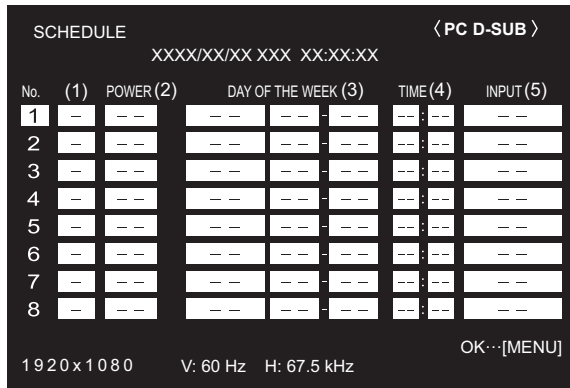 SCHEDULE 〈PC D-SUB〉
XXXX/XX/XX XXX XX:XX:XX
No. (1) POWER (2) DAY OF THE WEEK (3) TIME (4) INPUT (5)
1 – – – – – – – - – – – – : – – – –
2 – – – – – – – - – – – – : – – – –
3 – – – – – – – - – – – – : – – – –
4 – – – – – – – - – – – – : – – – –
5 – – – – – – – - – – – – : – – – –
6 – – – – – – – - – – – – : – – – –
7 – – – – – – – - – – – – : – – – –
8 – – – – – – – - – – – – : – – – –
OK···[MENU]
1920x1080 V: 60 Hz H: 67.5 kHz